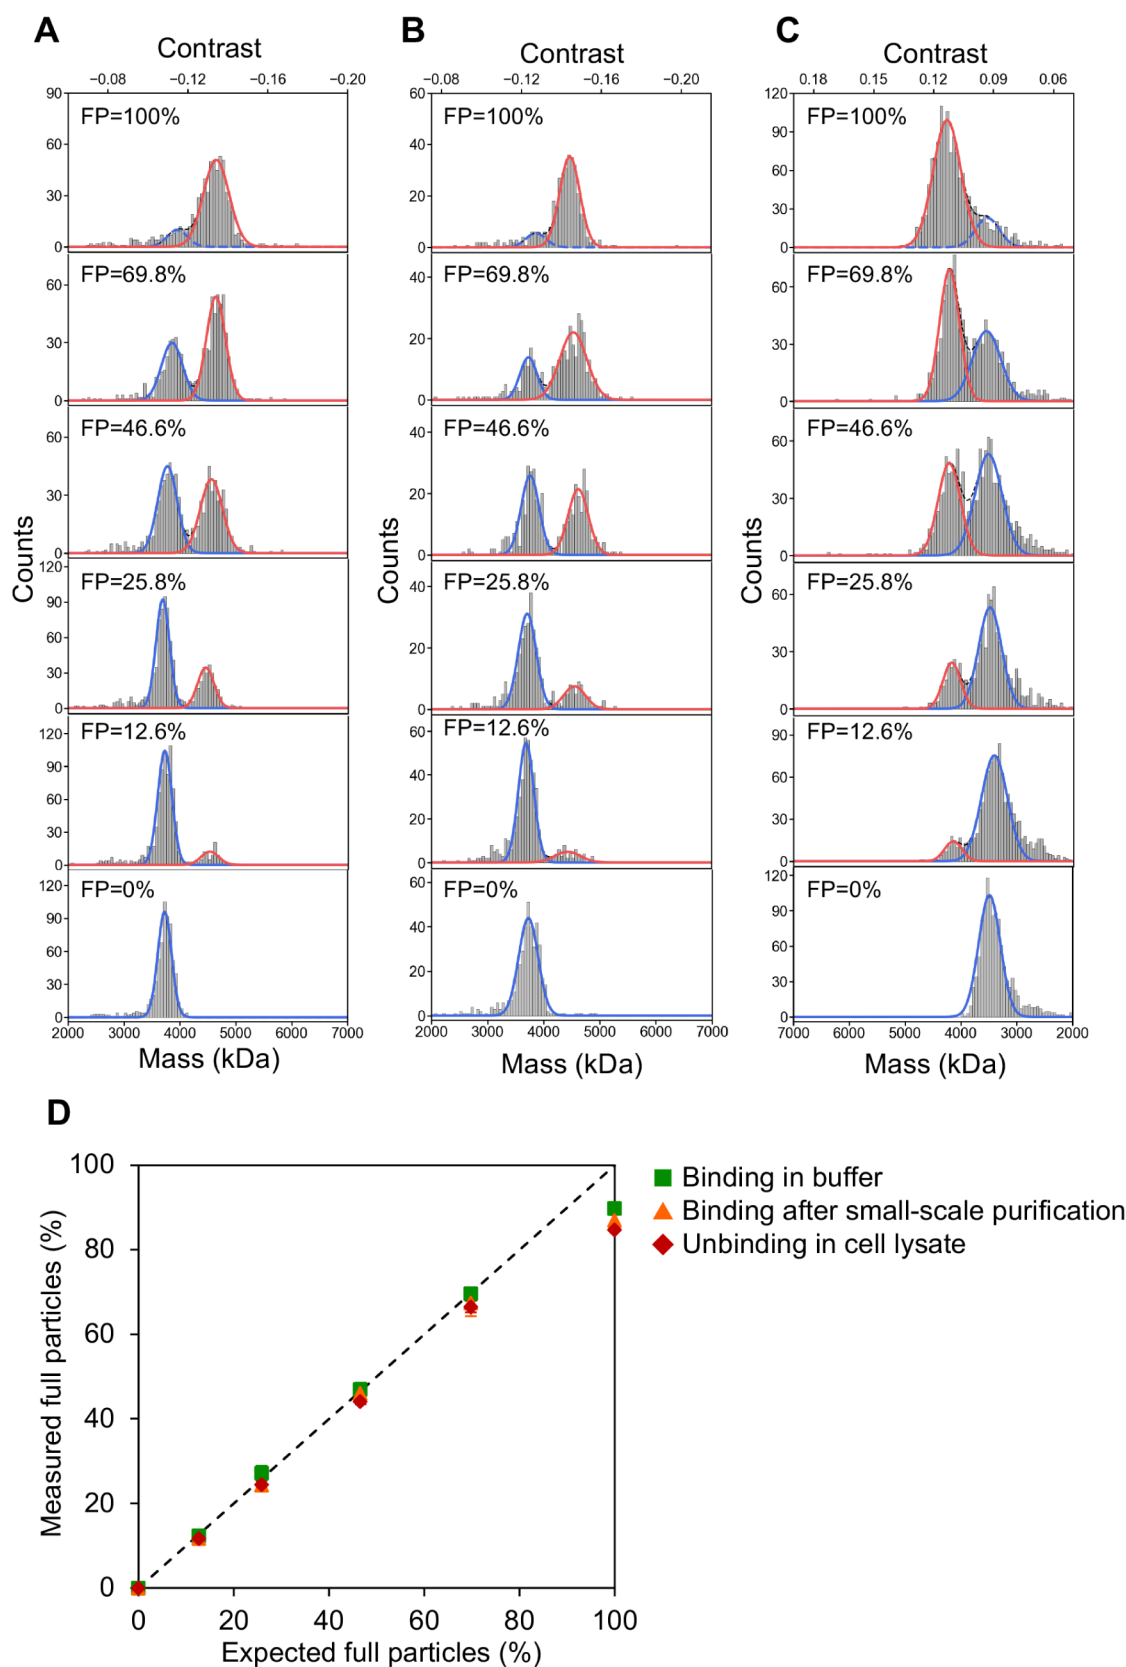 A
Contrast
−0.08 −0.12 −0.16 −0.20
B
Contrast
−0.08 −0.12 −0.16 −0.20
C
Contrast
0.18 0.15 0.12 0.09 0.06
Counts
FP=100%
90
60
30
0
FP=69.8%
60
30
0
FP=46.6%
60
30
0
FP=25.8%
120
90
60
30
0
FP=12.6%
120
90
60
30
0
FP=0%
120
90
60
30
0
2000 3000 4000 5000 6000 7000
Mass (kDa)
Counts
FP=100%
60
40
20
0
FP=69.8%
40
20
0
FP=46.6%
40
20
0
FP=25.8%
40
20
0
FP=12.6%
60
40
20
0
FP=0%
60
40
20
0
2000 3000 4000 5000 6000 7000
Mass (kDa)
Counts
FP=100%
120
90
60
30
0
FP=69.8%
60
30
0
FP=46.6%
60
30
0
FP=25.8%
60
30
0
FP=12.6%
90
60
30
0
FP=0%
120
90
60
30
0
7000 6000 5000 4000 3000 2000
Mass (kDa)
D
Measured full particles (%)
100
80
60
40
20
0
0 20 40 60 80 100
Expected full particles (%)
Binding in buffer
Binding after small-scale purification
Unbinding in cell lysate